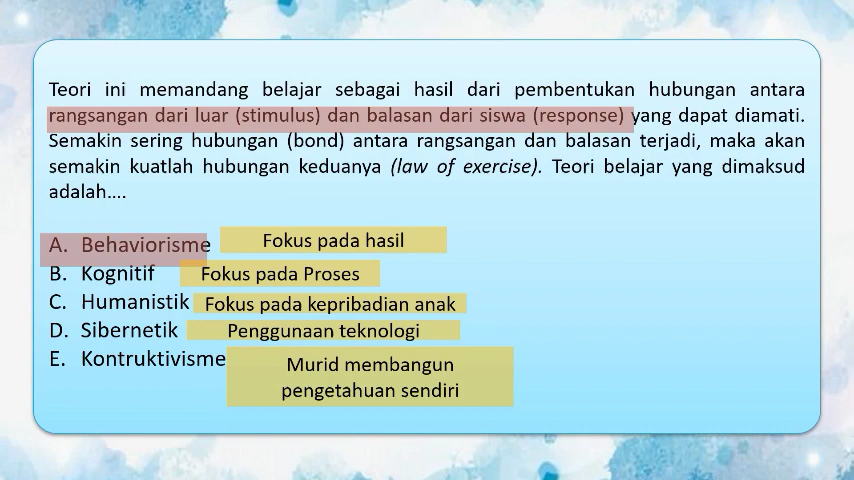 Teori ini memandang belajar sebagai hasil dari pembentukan hubungan antara
rangsangan dari luar (stimulus) dan balasan dari siswa (response) yang dapat diamati.
Semakin sering hubungan (bond) antara rangsangan dan balasan terjadi, maka akan
semakin kuatlah hubungan keduanya (law of exercise). Teori belajar yang dimaksud
adalah....
A. Behaviorisme Fokus pada hasil
B. Kognitif Fokus pada Proses
C. Humanistik Fokus pada kepribadian anak
D. Sibernetik Penggunaan teknologi
E. Kontruktivisme Murid membangun
pengetahuan sendiri